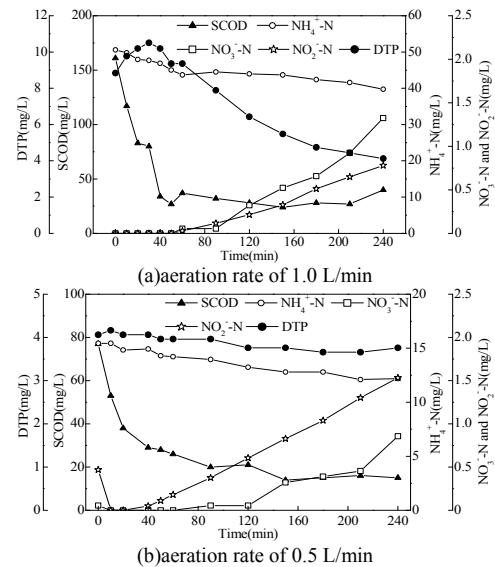 SCOD NH₄⁺-N
NO₃⁻-N NO₂⁻-N DTP
12 10 8 6 4 2 0
DTP(mg/L)
200 150 100 50 0
SCOD(mg/L)
60 50 40 30 20 10 0
NH₄⁺-N(mg/L)
2.5 2.0 1.5 1.0 0.5 0.0
NO₃⁻-N and NO₂⁻-N(mg/L)
0 40 80 120 160 200 240
Time(min)
(a)aeration rate of 1.0 L/min
SCOD NH₄⁺-N NO₃⁻-N
NO₂⁻-N DTP
5 4 3 2 1 0
DTP(mg/L)
100 80 60 40 20 0
SCOD(mg/L)
20 15 10 5 0
NH₄⁺-N(mg/L)
2.5 2.0 1.5 1.0 0.5 0.0
NO₃⁻-N and NO₂⁻-N(mg/L)
0 40 80 120 160 200 240
Time(min)
(b)aeration rate of 0.5 L/min